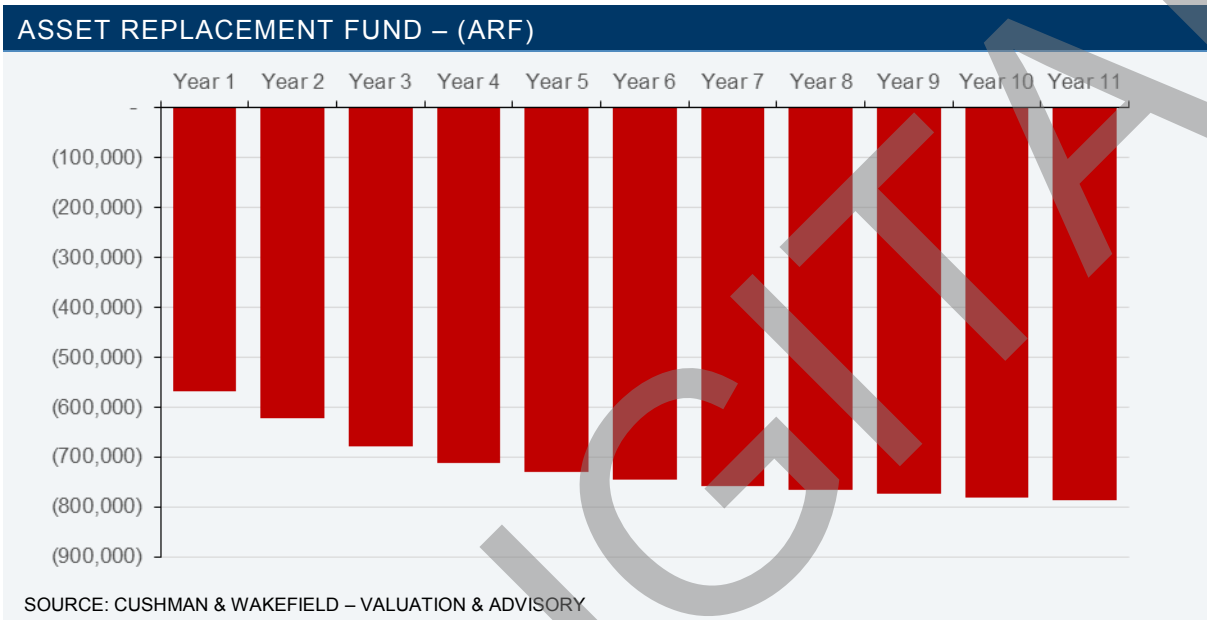 ASSET REPLACEMENT FUND – (ARF)
Year 1 Year 2 Year 3 Year 4 Year 5 Year 6 Year 7 Year 8 Year 9 Year 10 Year 11
-
(100,000)
(200,000)
(300,000)
(400,000)
(500,000)
(600,000)
(700,000)
(800,000)
(900,000)
SOURCE: CUSHMAN & WAKEFIELD – VALUATION & ADVISORY
IGITA